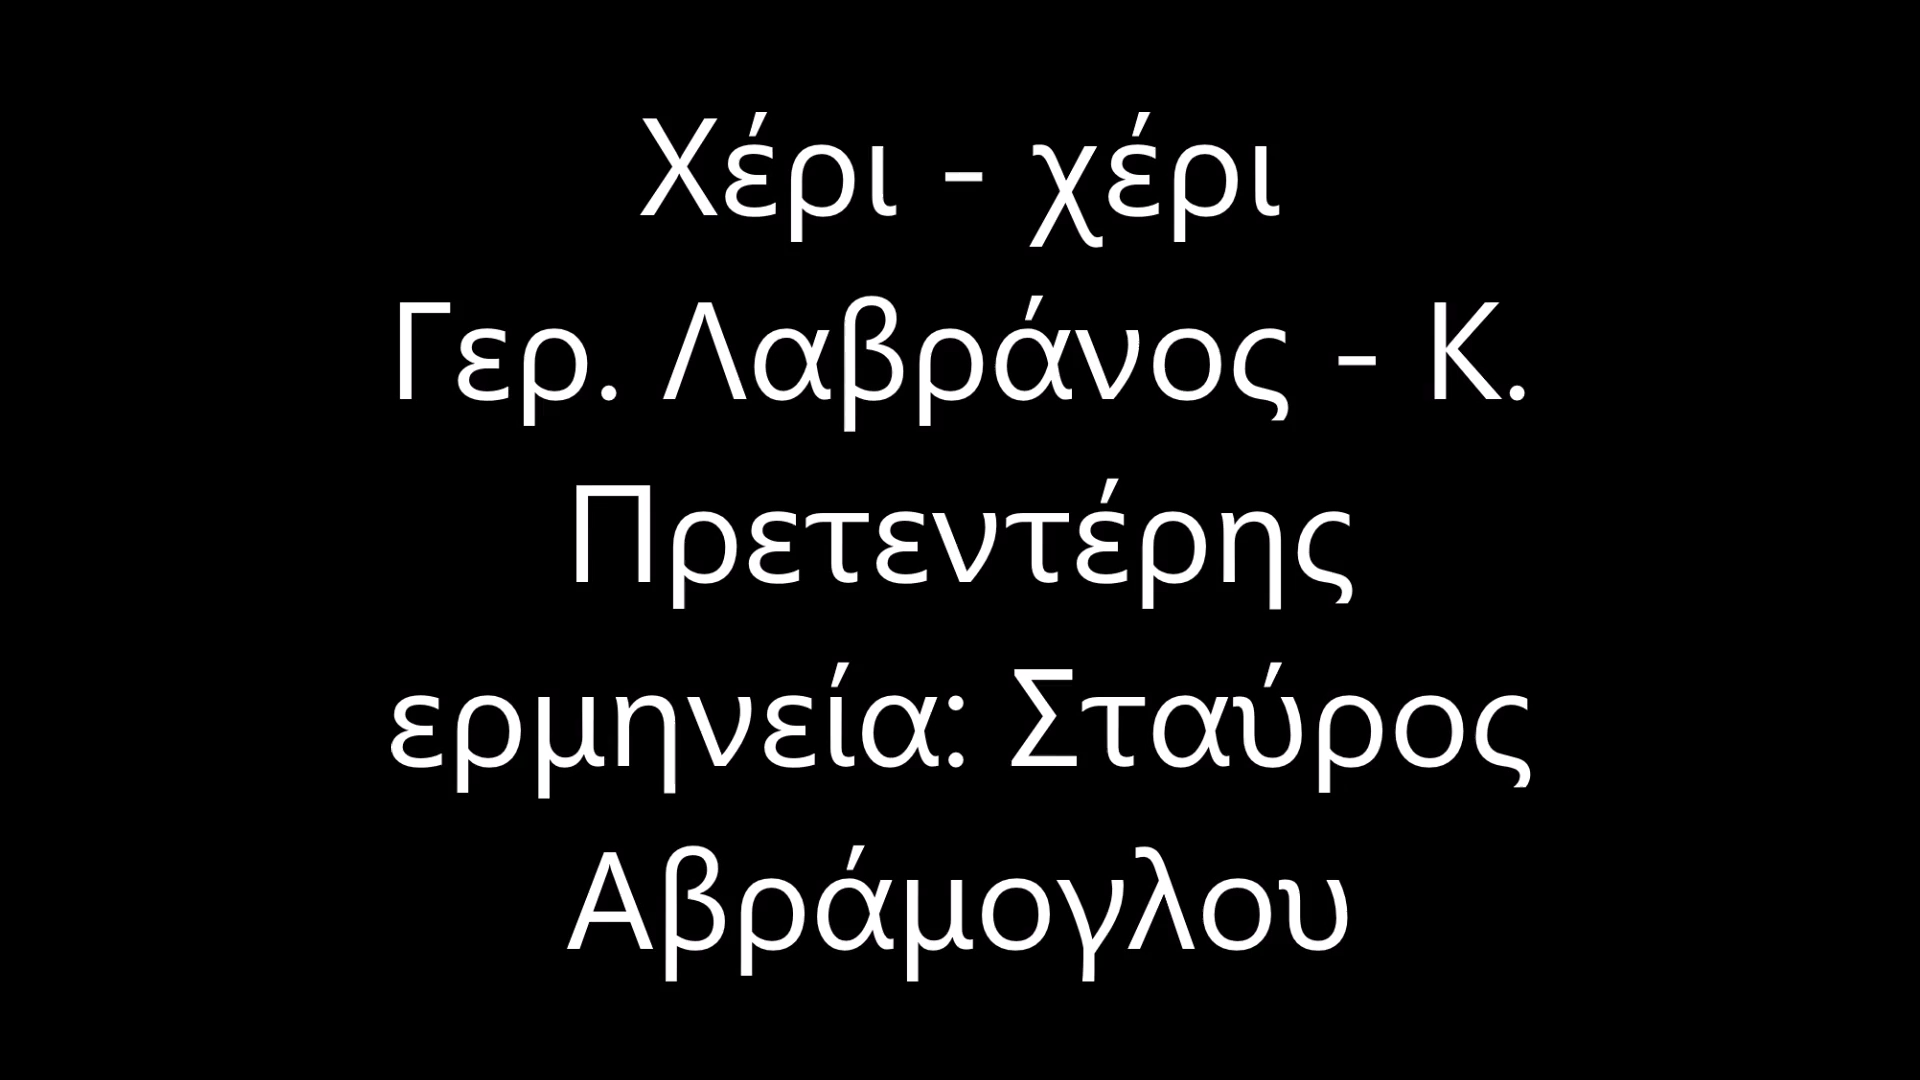 Χέρι - χέρι
Γερ. Λαβράνος - Κ.
Πρετεντέρης
ερμηνεία: Σταύρος
Αβράμογλου